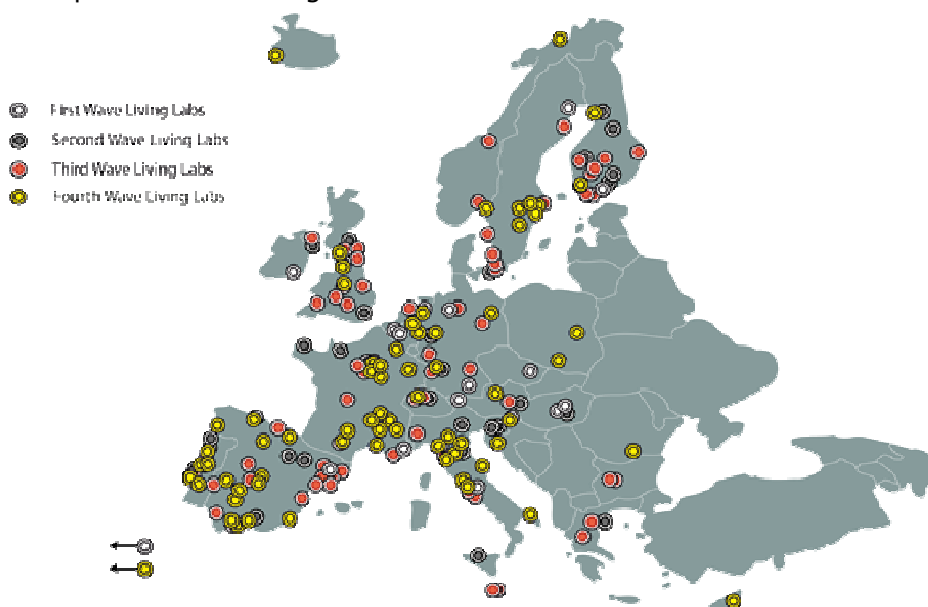 First Wave Living Labs
Second Wave Living Labs
Third Wave Living Labs
Fourth Wave Living Labs